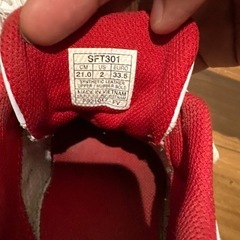 SFT301
CM US EURO
21.0 2 33.5
SYNTHETIC LEATHER
UPPER / RUBBER SOLE
MADE IN VIETNAM